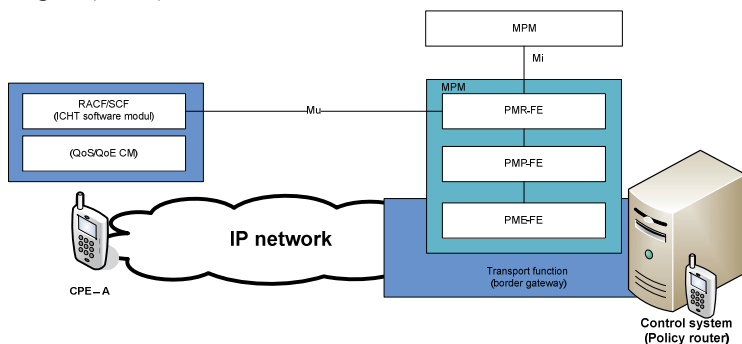 MPM
Mi
MPM
RACF/SCF
(ICHT software modul)
Mu
PMR-FE
(QoS/QoE CM)
PMP-FE
PME-FE
IP network
CPE–A
Transport function
(border gateway)
Control system
(Policy router)